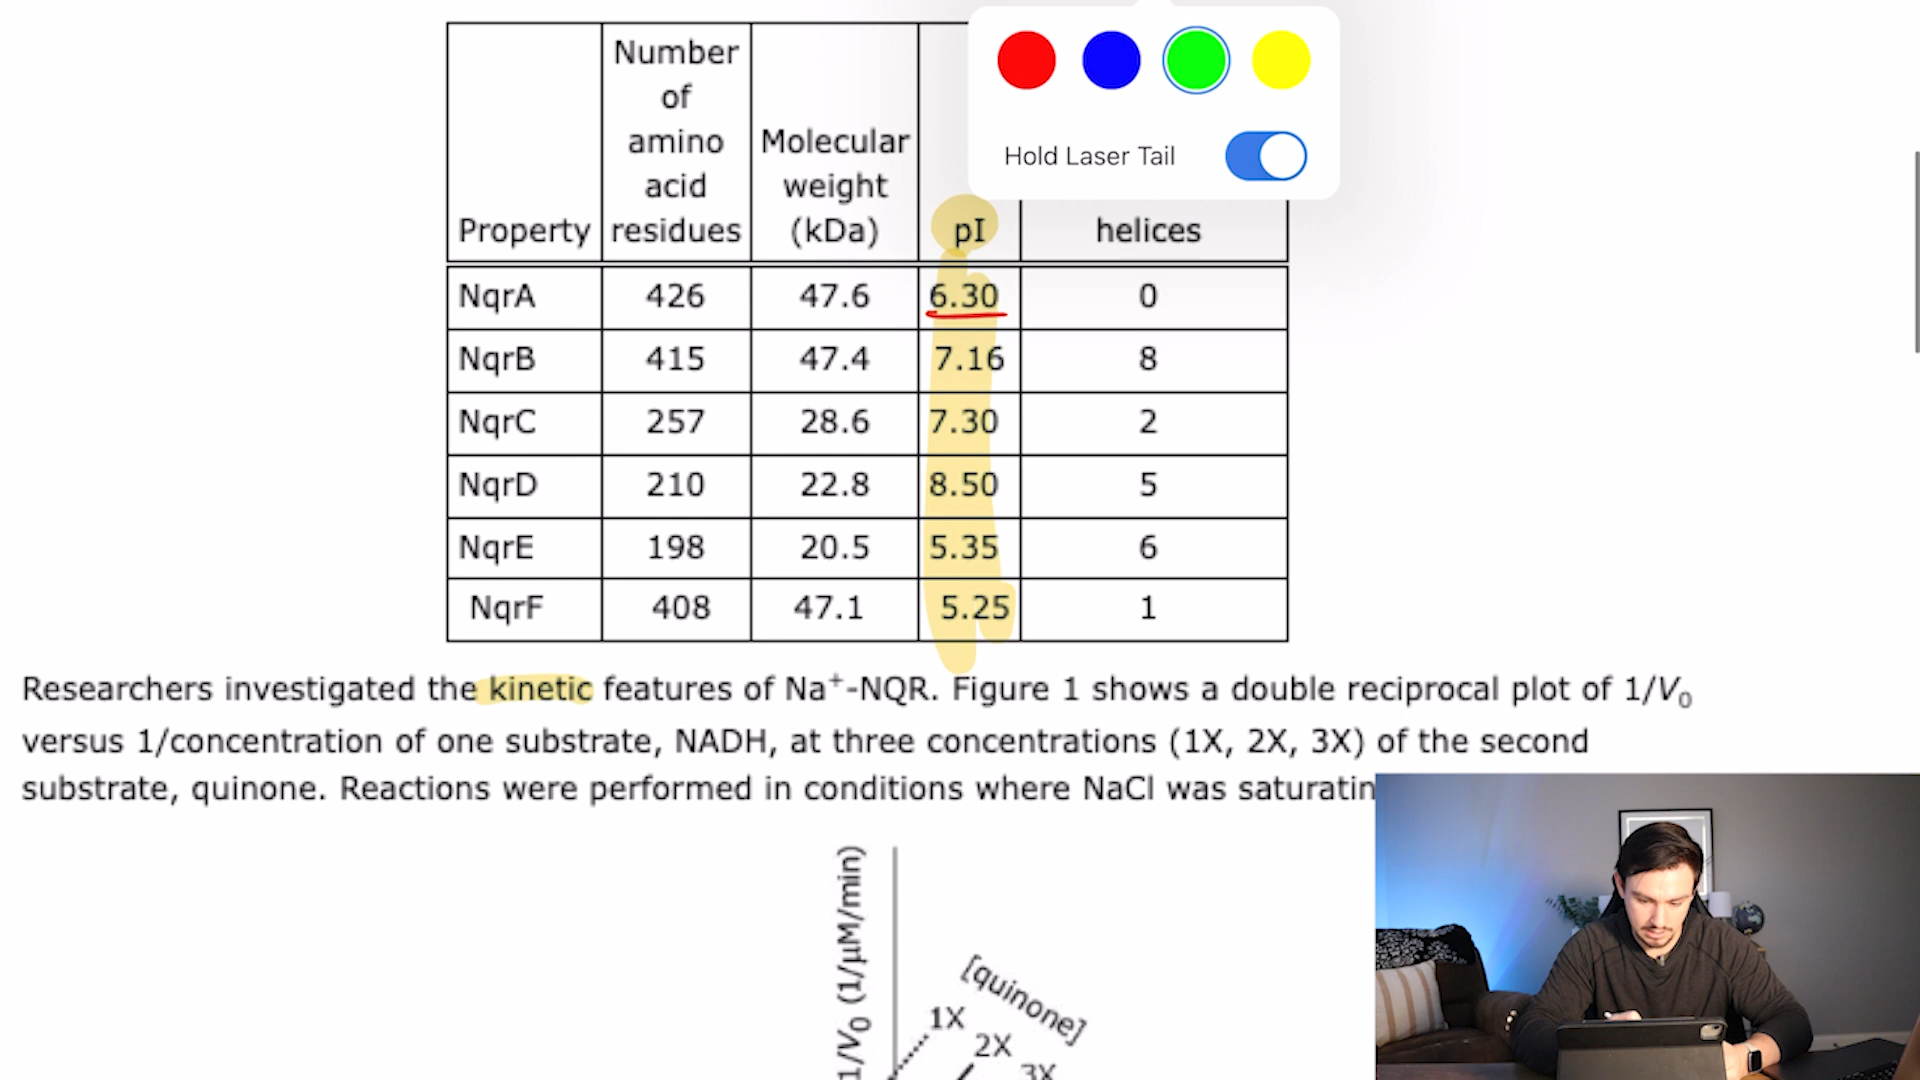 Hold Laser Tail
Number
of
amino
acid
residues
Molecular
weight
(kDa)
Property
pI
helices
NqrA 426 47.6 6.30 0
NqrB 415 47.4 7.16 8
NqrC 257 28.6 7.30 2
NqrD 210 22.8 8.50 5
NqrE 198 20.5 5.35 6
NqrF 408 47.1 5.25 1
Researchers investigated the kinetic features of Na⁺-NQR. Figure 1 shows a double reciprocal plot of 1/V₀
versus 1/concentration of one substrate, NADH, at three concentrations (1X, 2X, 3X) of the second
substrate, quinone. Reactions were performed in conditions where NaCl was saturatin
1/V₀ (1/µM/min)
[quinone]
1X
2X
3X